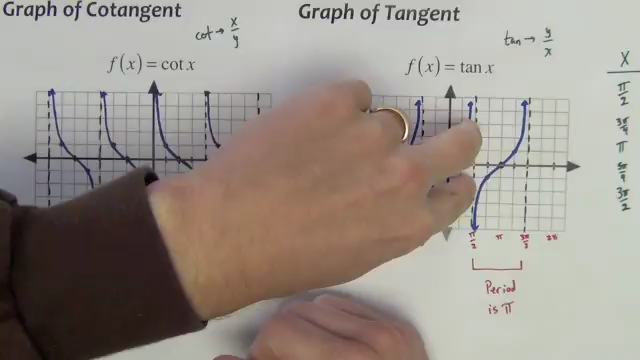 Graph of Cotangent
cot → x/y
f(x) = cot x
Graph of Tangent
tan → y/x
f(x) = tan x
π/2 π 3π/2 2π
Period
is π
X
π/2
3π/4
π
5π/4
3π/2